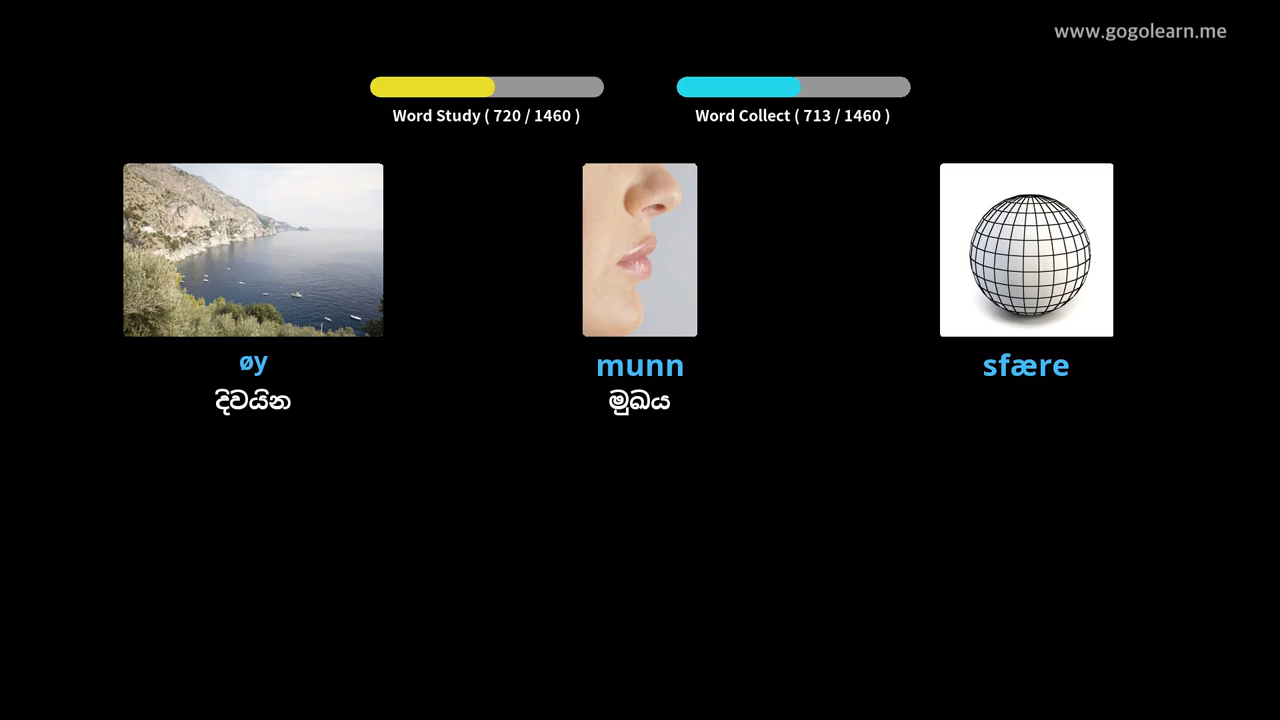 www.gogolearn.me
Word Study ( 720 / 1460 )
Word Collect ( 713 / 1460 )
øy
munn
sfære
දිවයින
මුඛය